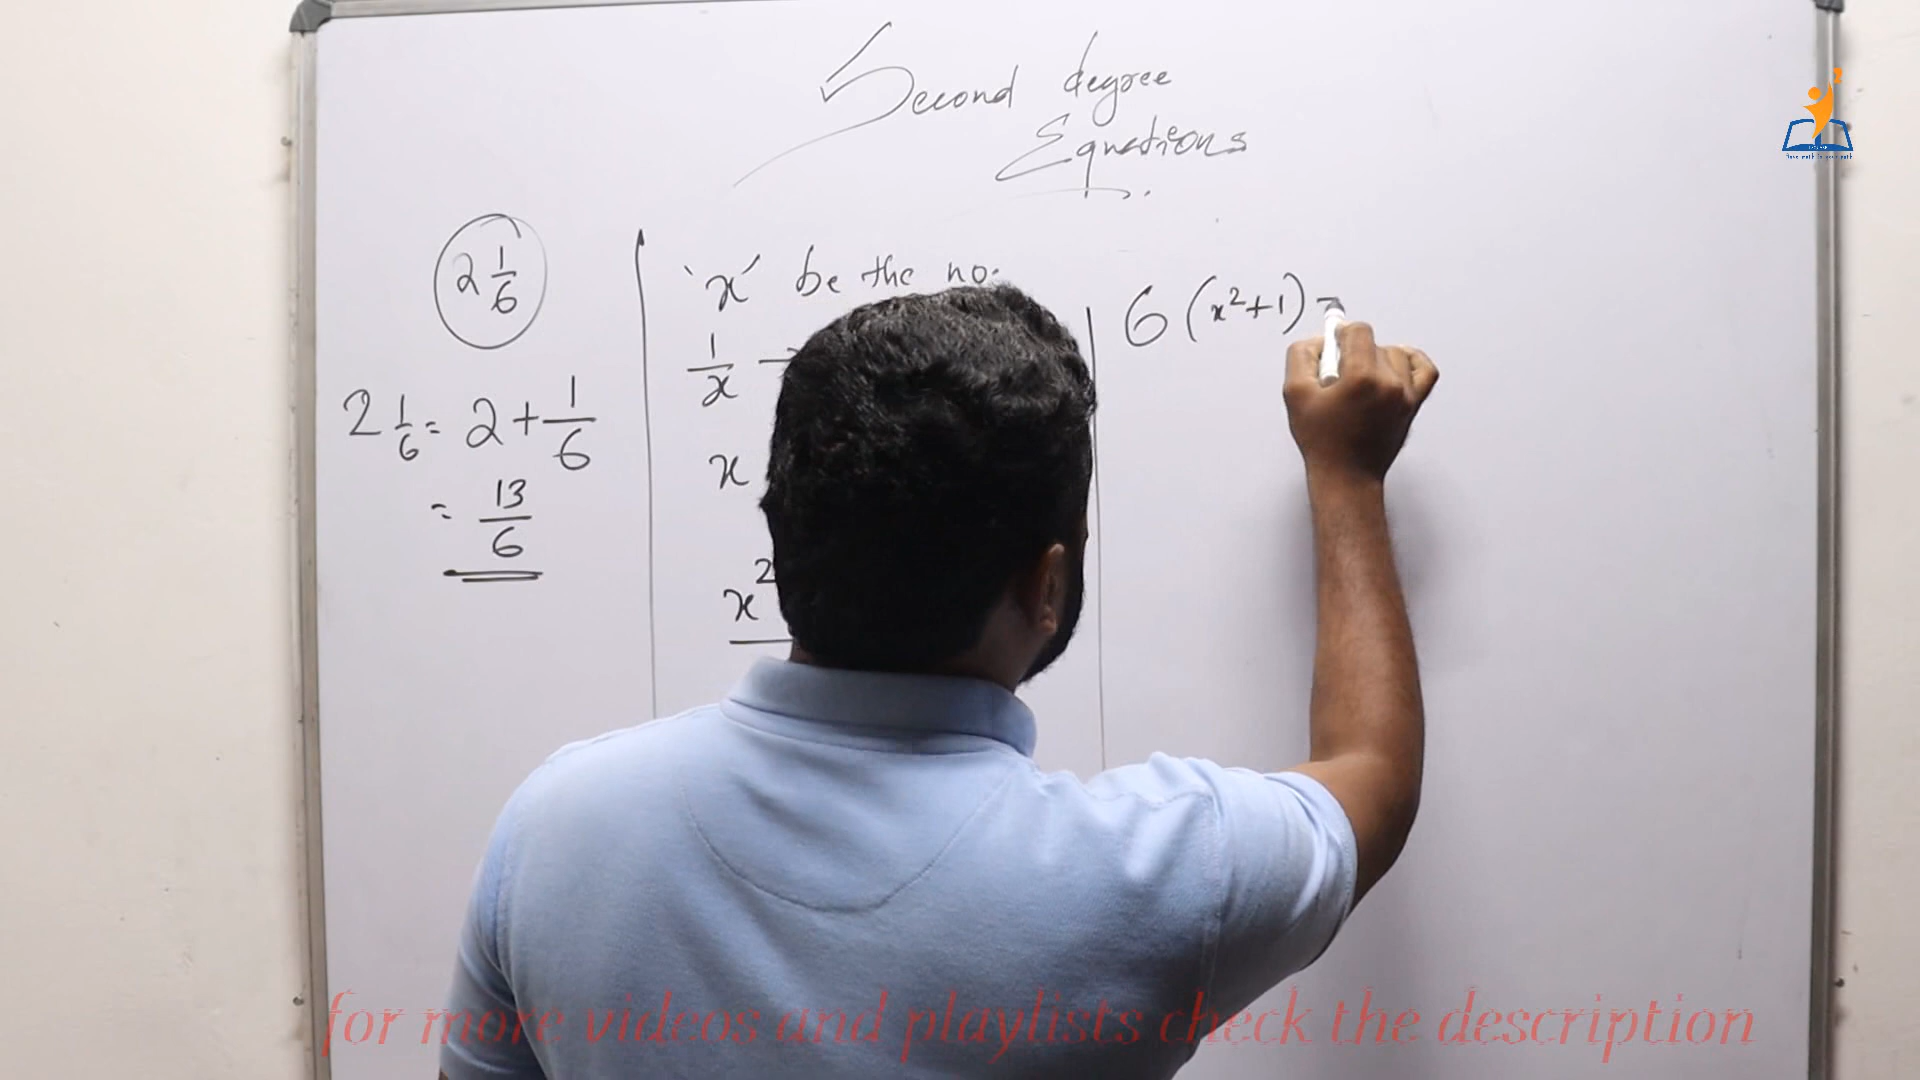 Second degree
Equations
2 1/6
2 1/6 = 2 + 1/6
= 13/6
'x' be the no.
1/x
x
x²
6 (x²+1) =
for more videos and playlists check the description